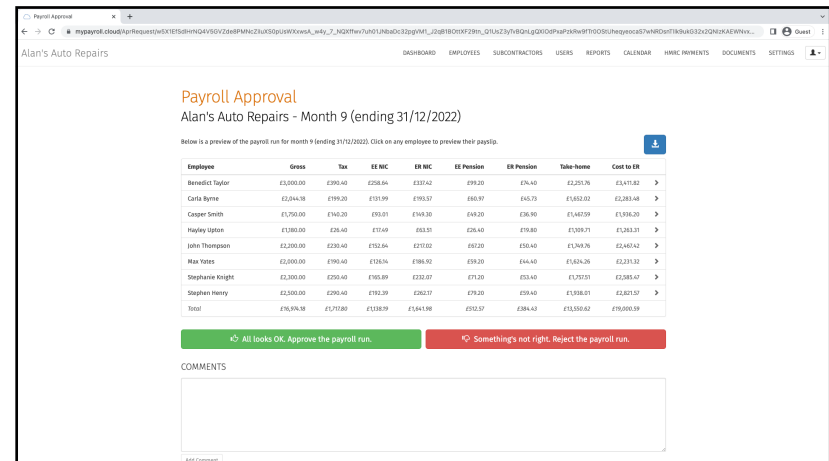 Payroll Approval
mypayroll.cloud/AprRequest/
Guest
Alan's Auto Repairs
DASHBOARD EMPLOYEES SUBCONTRACTORS USERS REPORTS CALENDAR HMRC PAYMENTS DOCUMENTS SETTINGS
Payroll Approval
Alan's Auto Repairs - Month 9 (ending 31/12/2022)
Below is a preview of the payroll run for month 9 (ending 31/12/2022). Click on any employee to preview their payslip.
Employee Gross Tax EE NIC ER NIC EE Pension ER Pension Take-home Cost to ER
Benedict Taylor £3,000.00 £390.40 £258.64 £337.42 £99.20 £74.40 £2,251.76 £3,411.82
Carla Byrne £2,044.18 £199.20 £131.99 £193.57 £60.97 £45.73 £1,652.02 £2,283.48
Casper Smith £1,750.00 £140.20 £93.01 £149.30 £49.20 £36.90 £1,467.59 £1,936.20
Hayley Upton £1,180.00 £26.40 £17.49 £63.51 £26.40 £19.80 £1,109.71 £1,263.31
John Thompson £2,200.00 £230.40 £152.64 £217.02 £67.20 £50.40 £1,749.76 £2,467.42
Max Yates £2,000.00 £190.40 £126.14 £186.92 £59.20 £44.40 £1,624.26 £2,231.32
Stephanie Knight £2,300.00 £250.40 £165.89 £232.07 £71.20 £53.40 £1,757.51 £2,585.47
Stephen Henry £2,500.00 £290.40 £192.39 £262.17 £79.20 £59.40 £1,938.01 £2,821.57
Total £16,974.18 £1,717.80 £1,138.19 £1,641.98 £512.57 £384.43 £13,550.62 £19,000.59
All looks OK. Approve the payroll run.
Something's not right. Reject the payroll run.
COMMENTS
Add Comment